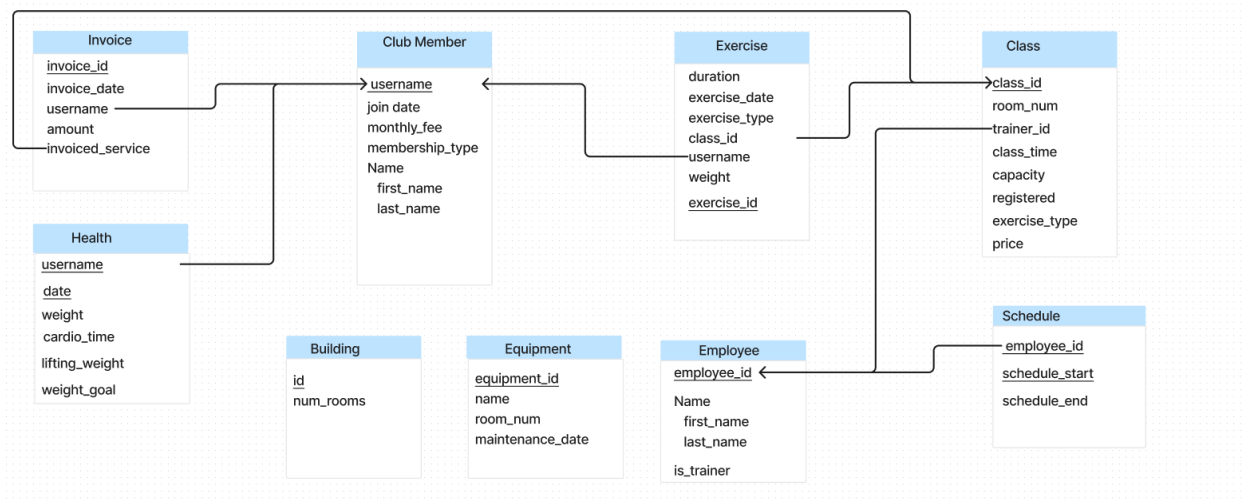 Invoice
invoice_id
invoice_date
username
amount
invoiced_service
Club Member
username
join date
monthly_fee
membership_type
Name
first_name
last_name
Exercise
duration
exercise_date
exercise_type
class_id
username
weight
exercise_id
Class
class_id
room_num
trainer_id
class_time
capacity
registered
exercise_type
price
Health
username
date
weight
cardio_time
lifting_weight
weight_goal
Building
id
num_rooms
Equipment
equipment_id
name
room_num
maintenance_date
Employee
employee_id
Name
first_name
last_name
is_trainer
Schedule
employee_id
schedule_start
schedule_end